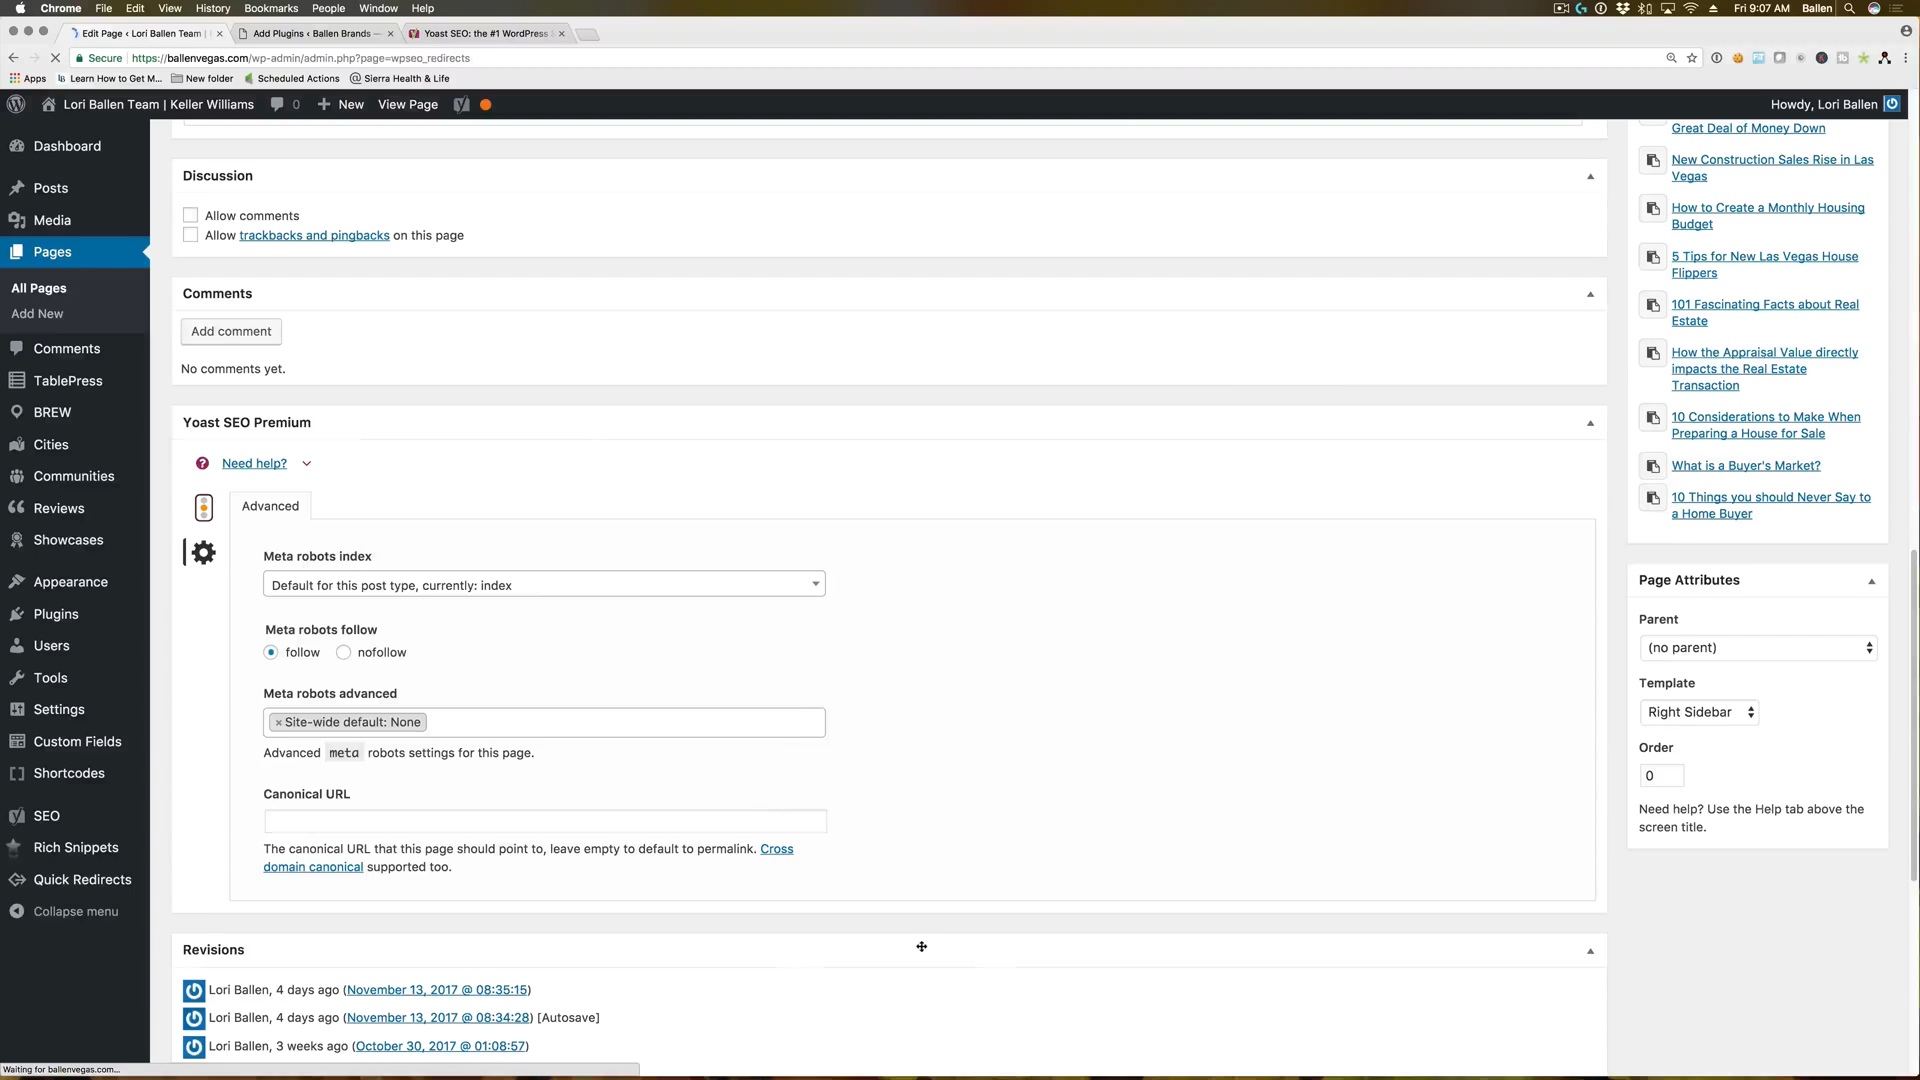 Chrome File Edit View History Bookmarks People Window Help Fri 9:07 AM Ballen
Edit Page ‹ Lori Ballen Team | × Add Plugins ‹ Ballen Brands — × Yoast SEO: the #1 WordPress ×
Secure https://ballenvegas.com/wp-admin/admin.php?page=wpseo_redirects
Apps Learn How to Get M... New folder Scheduled Actions Sierra Health & Life
Lori Ballen Team | Keller Williams 0 New View Page Howdy, Lori Ballen
Dashboard
Posts
Media
Pages
All Pages
Add New
Comments
TablePress
BREW
Cities
Communities
Reviews
Showcases
Appearance
Plugins
Users
Tools
Settings
Custom Fields
Shortcodes
SEO
Rich Snippets
Quick Redirects
Collapse menu
Discussion
Allow comments
Allow trackbacks and pingbacks on this page
Comments
Add comment
No comments yet.
Yoast SEO Premium
Need help?
Advanced
Meta robots index
Default for this post type, currently: index
Meta robots follow
follow nofollow
Meta robots advanced
× Site-wide default: None
Advanced meta robots settings for this page.
Canonical URL
The canonical URL that this page should point to, leave empty to default to permalink. Cross
domain canonical supported too.
Revisions
Lori Ballen, 4 days ago (November 13, 2017 @ 08:35:15)
Lori Ballen, 4 days ago (November 13, 2017 @ 08:34:28) [Autosave]
Lori Ballen, 3 weeks ago (October 30, 2017 @ 01:08:57)
Great Deal of Money Down
New Construction Sales Rise in Las
Vegas
How to Create a Monthly Housing
Budget
5 Tips for New Las Vegas House
Flippers
101 Fascinating Facts about Real
Estate
How the Appraisal Value directly
impacts the Real Estate
Transaction
10 Considerations to Make When
Preparing a House for Sale
What is a Buyer's Market?
10 Things you should Never Say to
a Home Buyer
Page Attributes
Parent
(no parent)
Template
Right Sidebar
Order
0
Need help? Use the Help tab above the
screen title.
Waiting for ballenvegas.com...